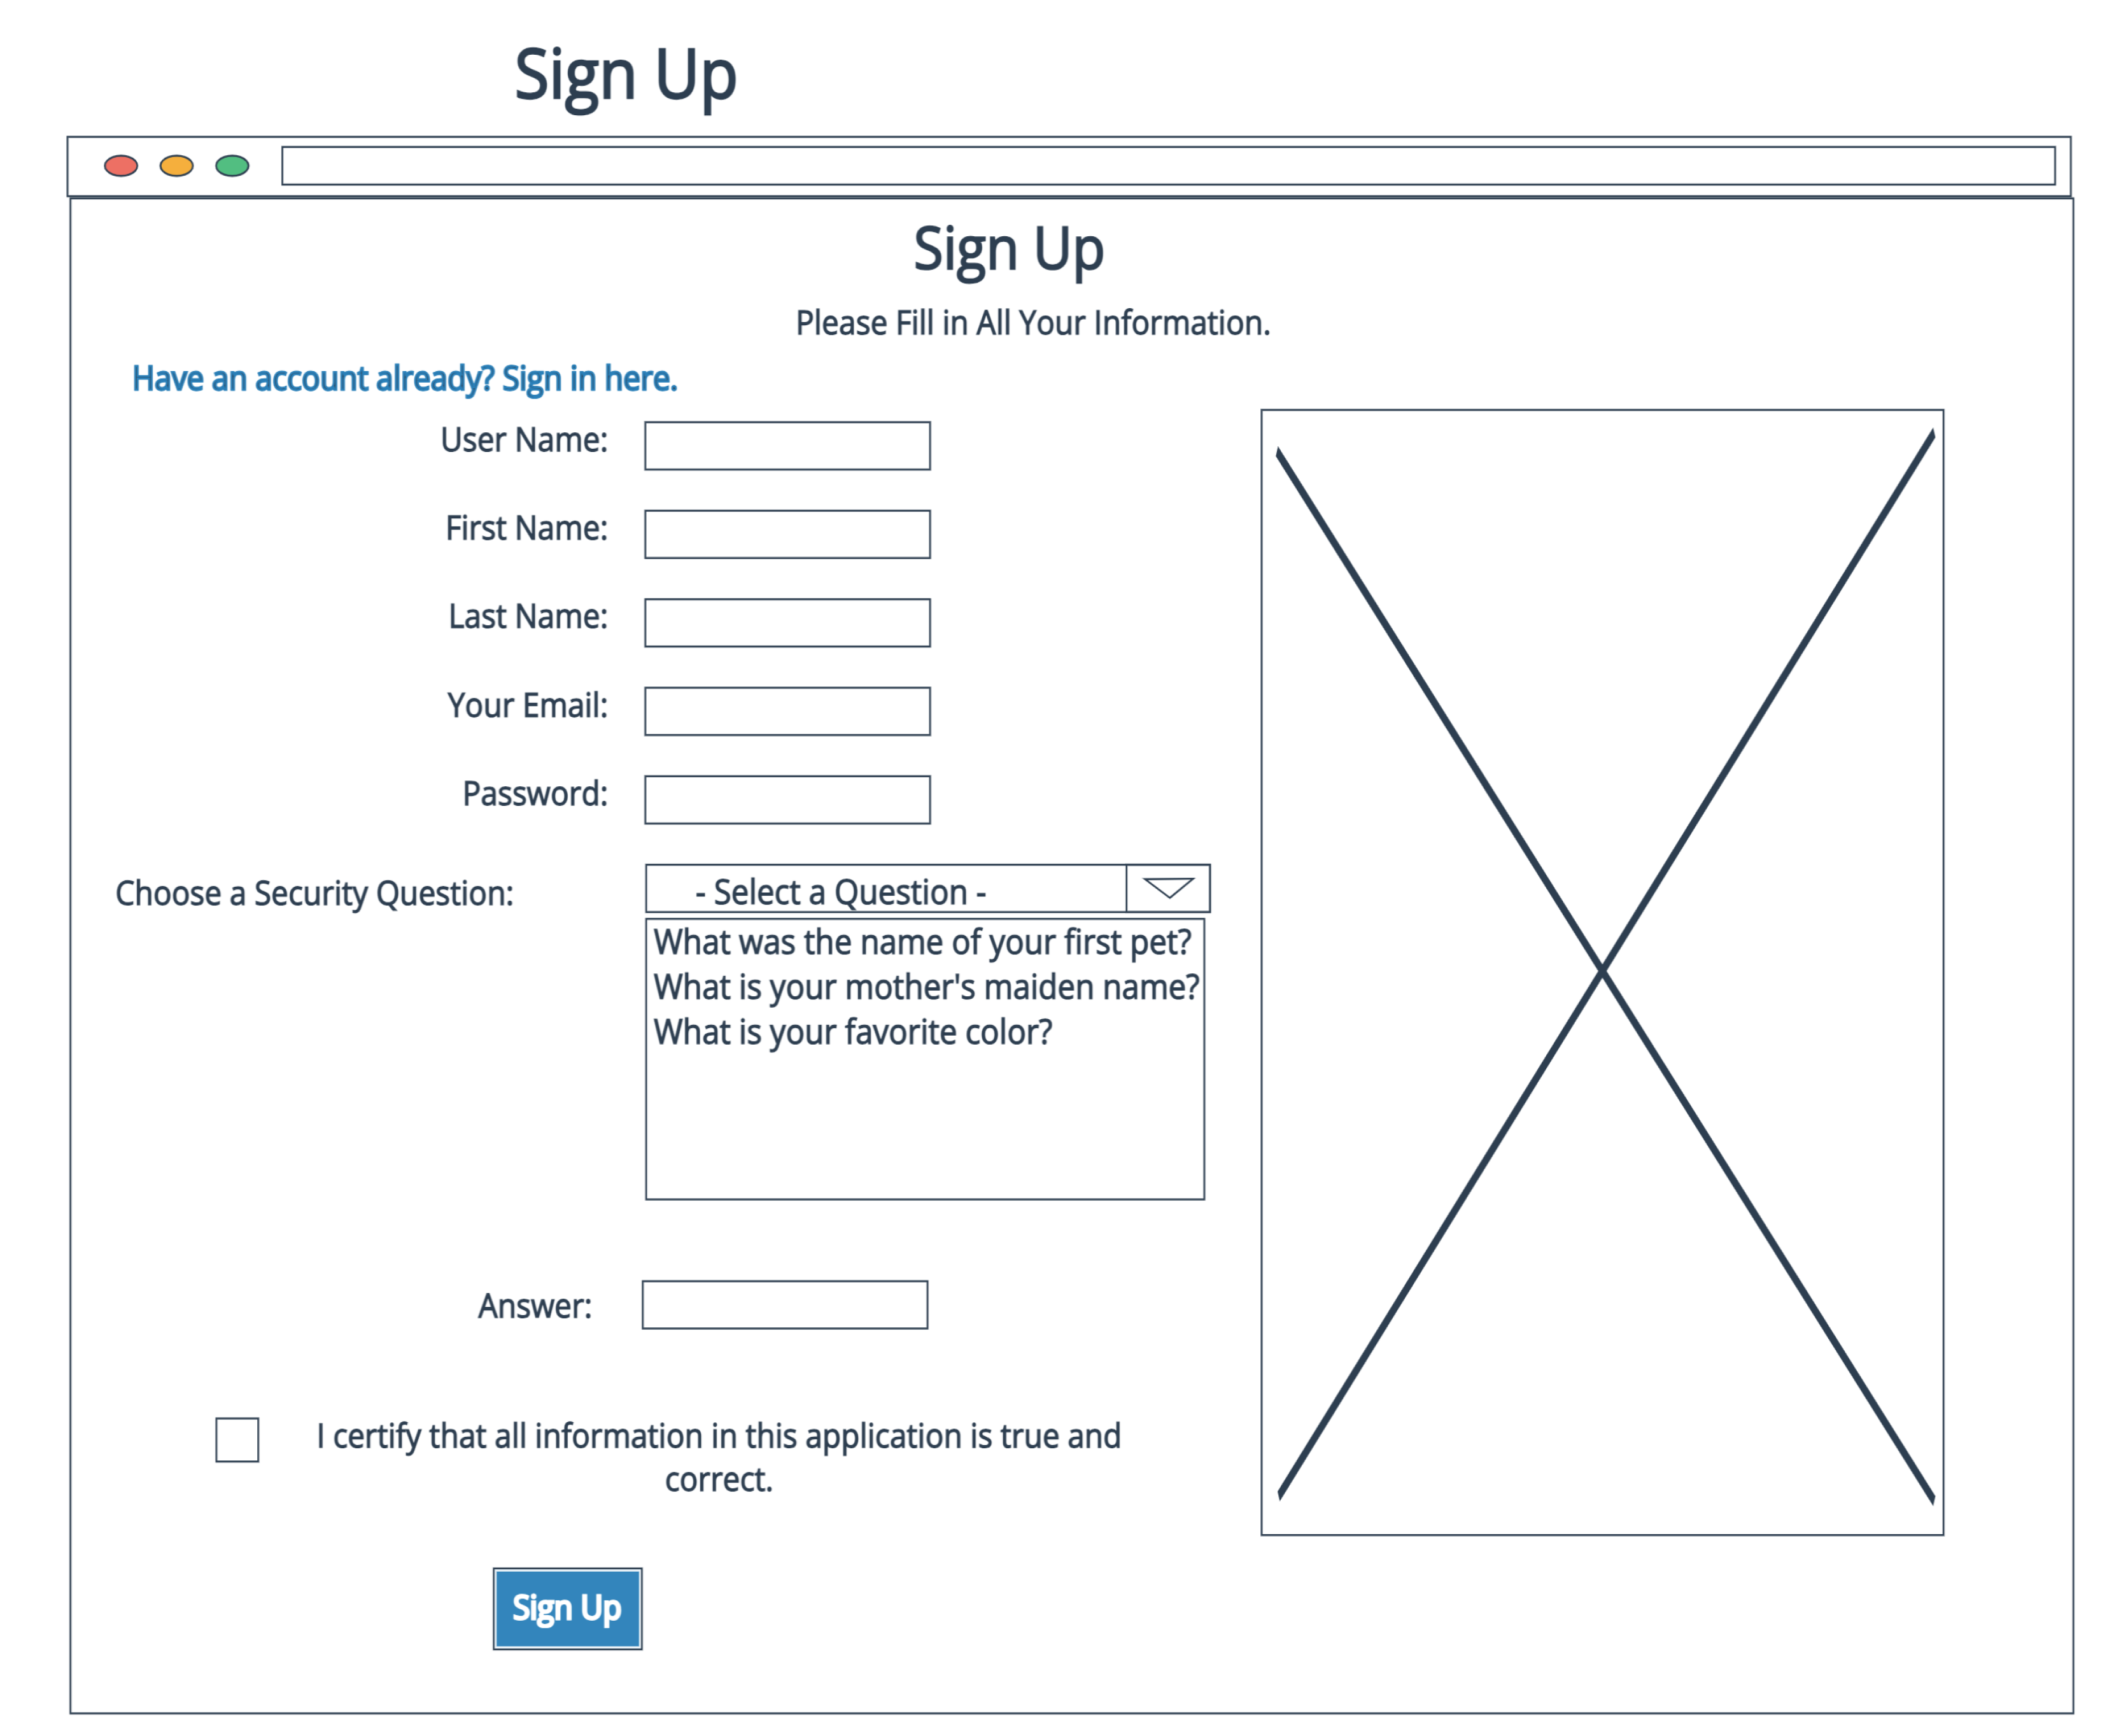 Sign Up
Sign Up
Please Fill in All Your Information.
Have an account already? Sign in here.
User Name:
First Name:
Last Name:
Your Email:
Password:
Choose a Security Question:
- Select a Question -
What was the name of your first pet?
What is your mother's maiden name?
What is your favorite color?
Answer:
I certify that all information in this application is true and
correct.
Sign Up